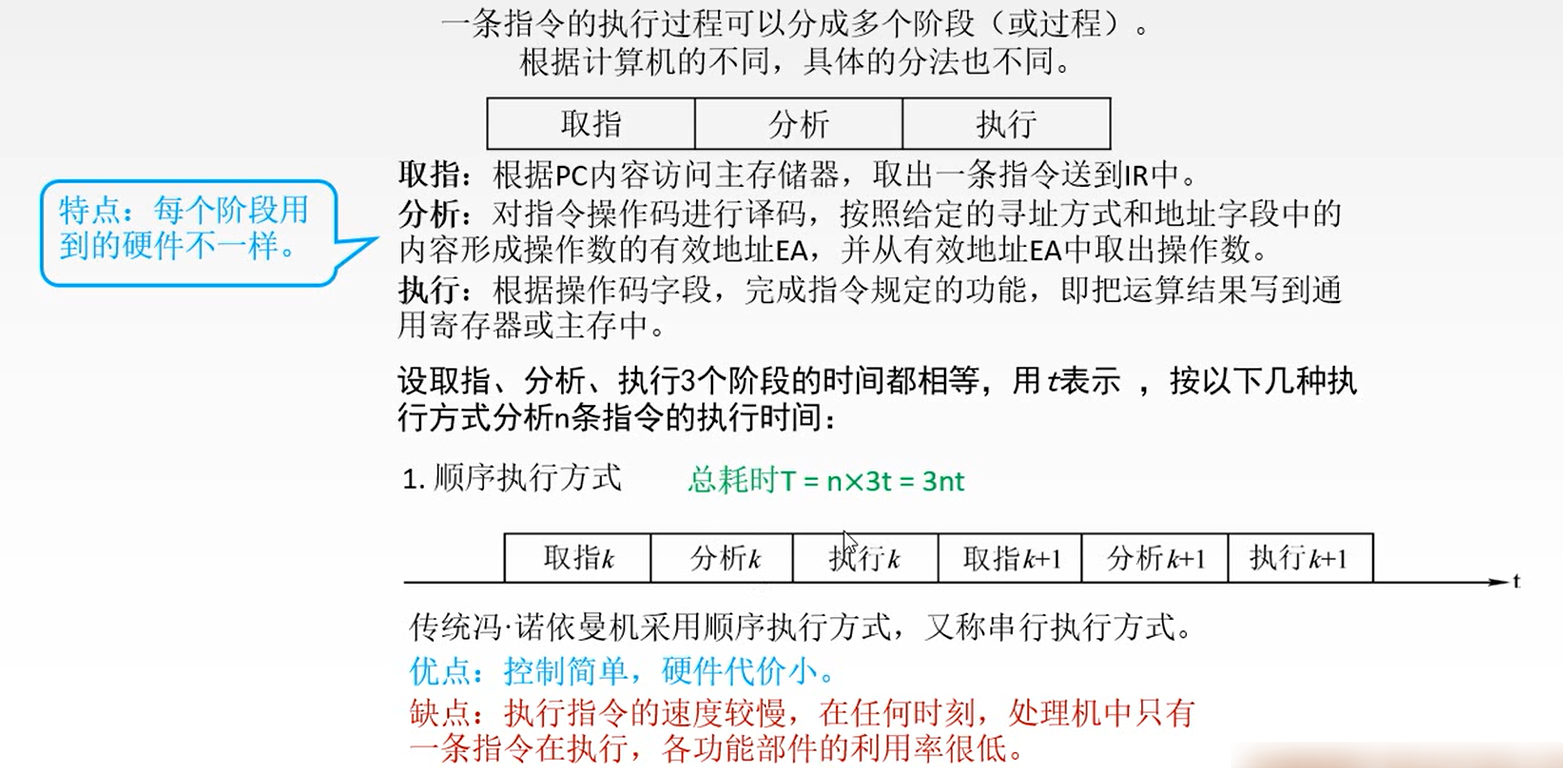 一条指令的执行过程可以分成多个阶段（或过程）。
根据计算机的不同，具体的分法也不同。
取指 分析 执行
取指：根据PC内容访问主存储器，取出一条指令送到IR中。
特点：每个阶段用
到的硬件不一样。
分析：对指令操作码进行译码，按照给定的寻址方式和地址字段中的
内容形成操作数的有效地址EA，并从有效地址EA中取出操作数。
执行：根据操作码字段，完成指令规定的功能，即把运算结果写到通
用寄存器或主存中。
设取指、分析、执行3个阶段的时间都相等，用t表示 ，按以下几种执
行方式分析n条指令的执行时间：
1. 顺序执行方式 总耗时T = n×3t = 3nt
取指k 分析k 执行k 取指k+1 分析k+1 执行k+1
t
传统冯·诺依曼机采用顺序执行方式，又称串行执行方式。
优点：控制简单，硬件代价小。
缺点：执行指令的速度较慢，在任何时刻，处理机中只有
一条指令在执行，各功能部件的利用率很低。